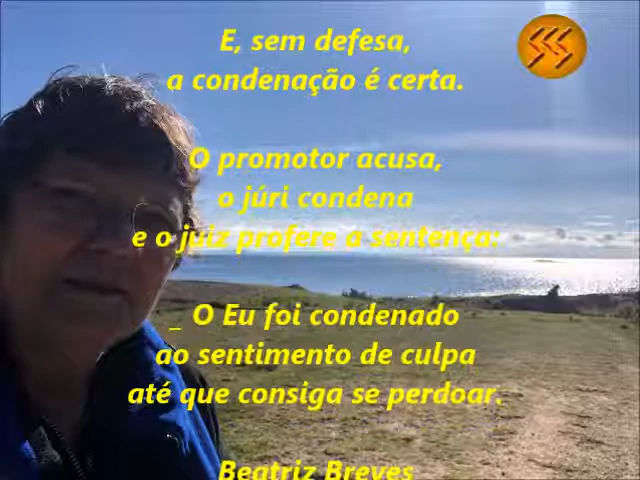 E, sem defesa,
a condenação é certa.
O promotor acusa,
o júri condena
e o juiz profere a sentença:
_ O Eu foi condenado
ao sentimento de culpa
até que consiga se perdoar.
Beatriz Breves